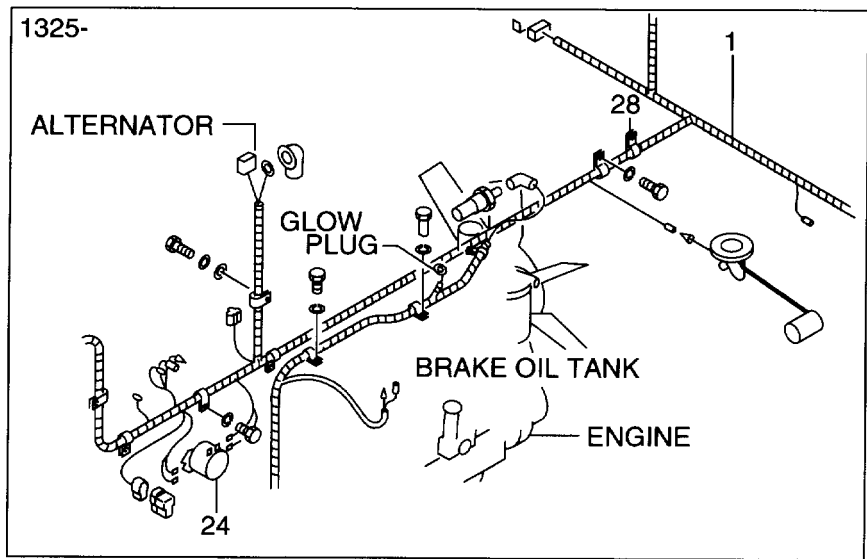 1325-
1
28
ALTERNATOR
GLOW
PLUG
BRAKE OIL TANK
ENGINE
24